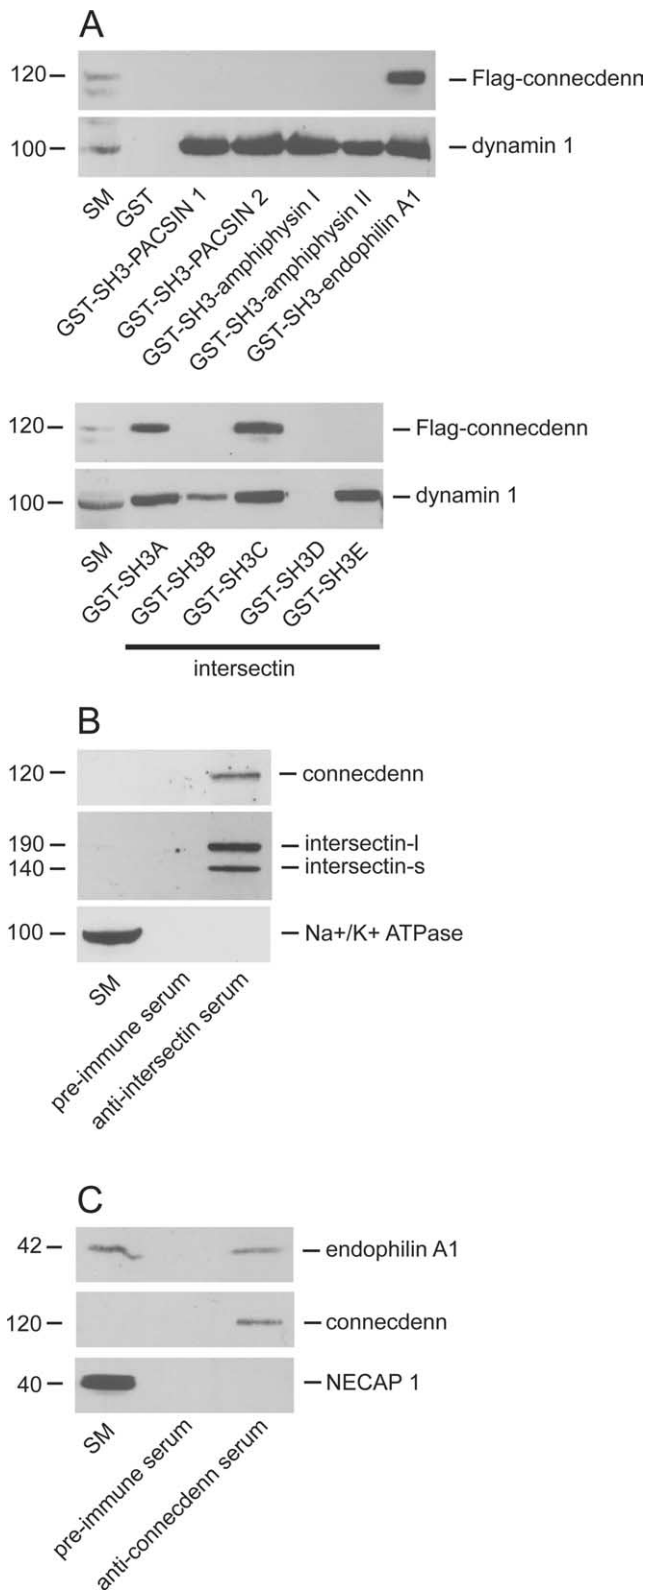 A
120 Flag-connecdenn
100 dynamin 1
SM
GST
GST-SH3-PACSIN 1
GST-SH3-PACSIN 2
GST-SH3-amphiphysin I
GST-SH3-amphiphysin II
GST-SH3-endophilin A1
120 Flag-connecdenn
100 dynamin 1
SM
GST-SH3A
GST-SH3B
GST-SH3C
GST-SH3D
GST-SH3E
intersectin
B
120 connecdenn
190 intersectin-l
140 intersectin-s
100 Na+/K+ ATPase
SM
pre-immune serum
anti-intersectin serum
C
42 endophilin A1
120 connecdenn
40 NECAP 1
SM
pre-immune serum
anti-connecdenn serum